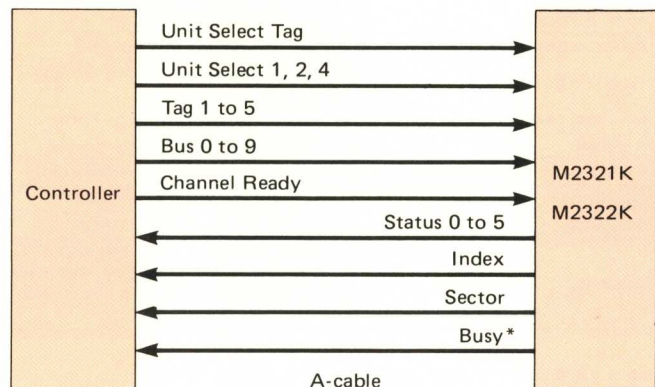 Unit Select Tag
Unit Select 1, 2, 4
Tag 1 to 5
Bus 0 to 9
Channel Ready
Controller
M2321K
M2322K
Status 0 to 5
Index
Sector
Busy*
A-cable